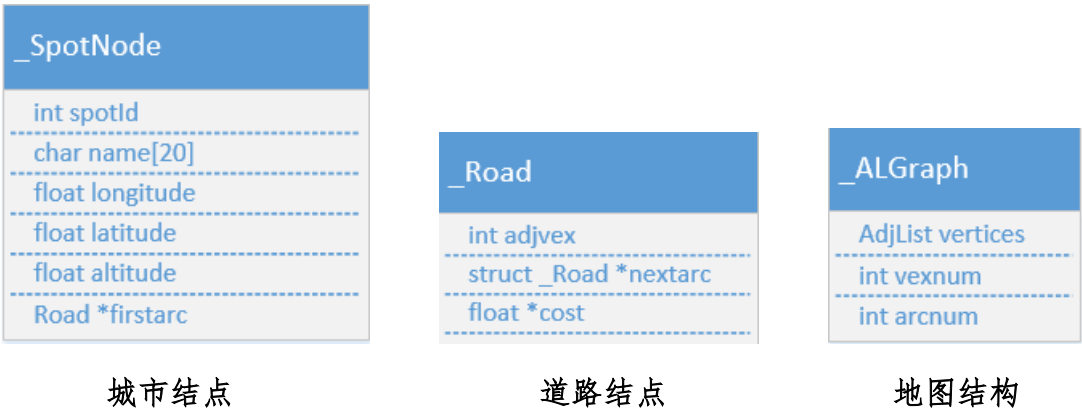 _SpotNode
int spotId
char name[20]
float longitude
float latitude
float altitude
Road *firstarc
城市结点
_Road
int adjvex
struct _Road *nextarc
float *cost
道路结点
_ALGraph
AdjList vertices
int vexnum
int arcnum
地图结构